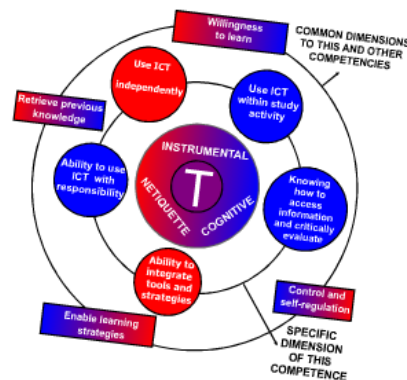 Willingness
to learn
COMMON DIMENSIONS
TO THIS AND OTHER
COMPETENCIES
Use ICT
independently
Use ICT
within study
activity
Retrieve previous
knowledge
INSTRUMENTAL
T
NETIQUETTE
COGNITIVE
Ability to use
ICT with
responsibility
Knowing
how to
access
information
and critically
evaluate
Ability to
integrate
tools and
strategies
Control and
self-regulation
Enable learning
strategies
SPECIFIC
DIMENSION
OF THIS
COMPETENCE